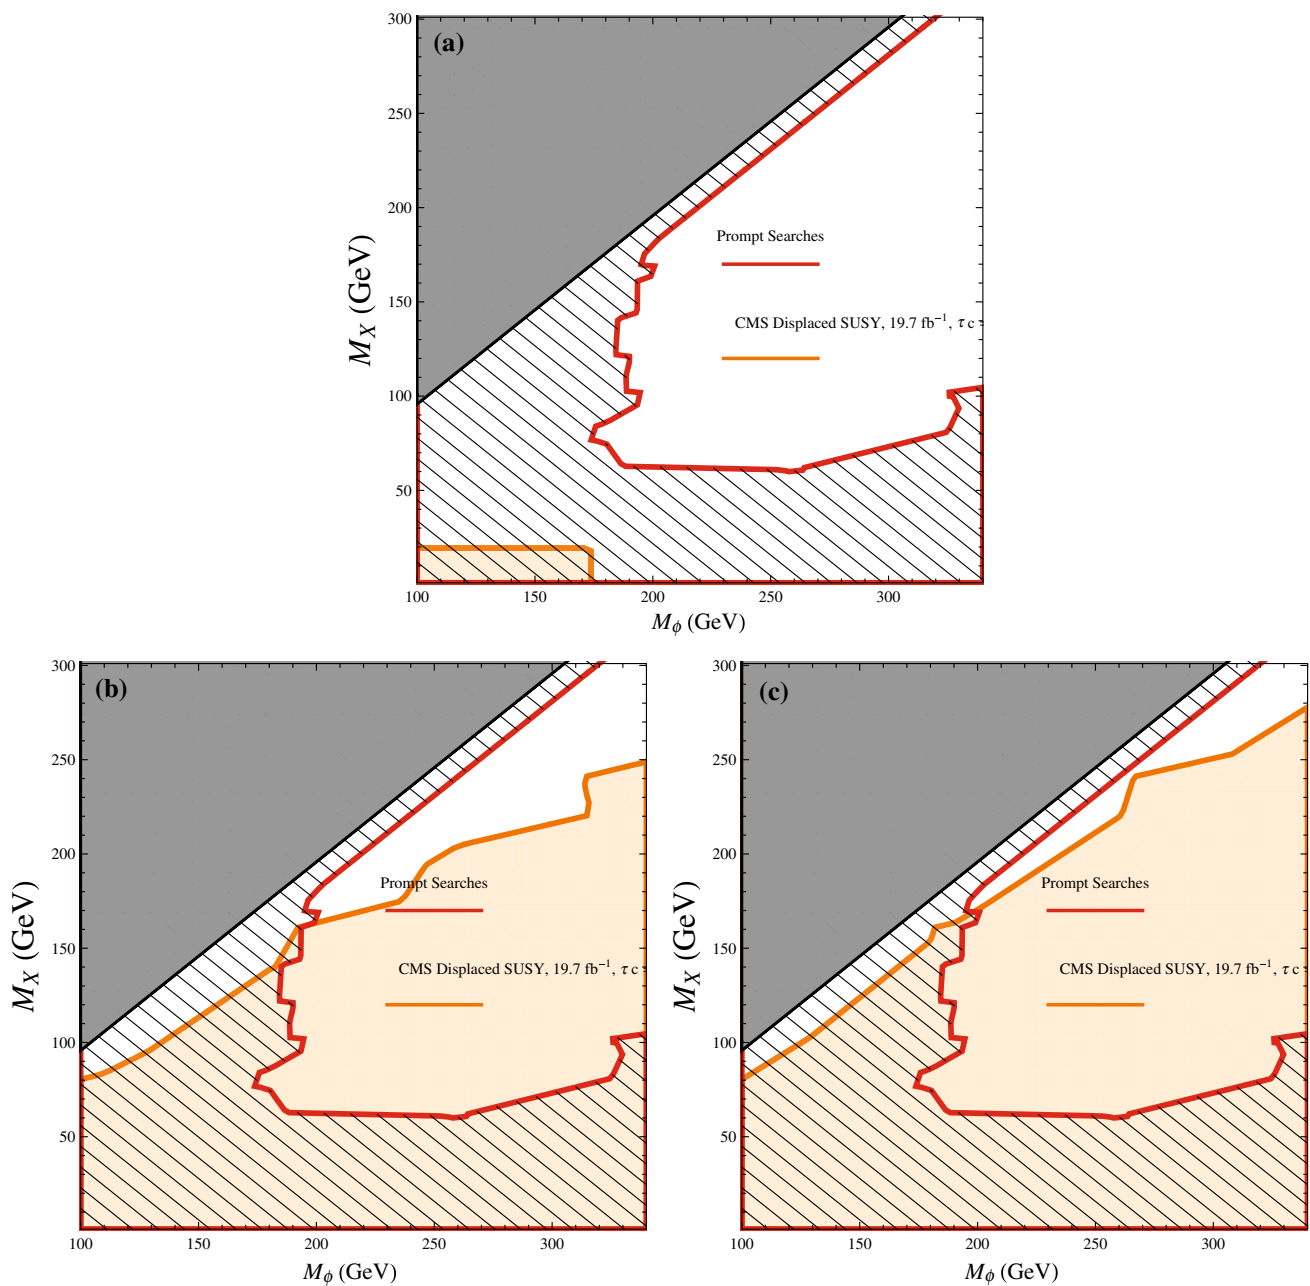 (a)
300
250
200
150
100
50
M_X (GeV)
Prompt Searches
CMS Displaced SUSY, 19.7 fb⁻¹, τ c
100 150 200 250 300
M_ϕ (GeV)
(b)
300
250
200
150
100
50
M_X (GeV)
Prompt Searches
CMS Displaced SUSY, 19.7 fb⁻¹, τ c
100 150 200 250 300
M_ϕ (GeV)
(c)
300
250
200
150
100
50
M_X (GeV)
Prompt Searches
CMS Displaced SUSY, 19.7 fb⁻¹, τ c
100 150 200 250 300
M_ϕ (GeV)